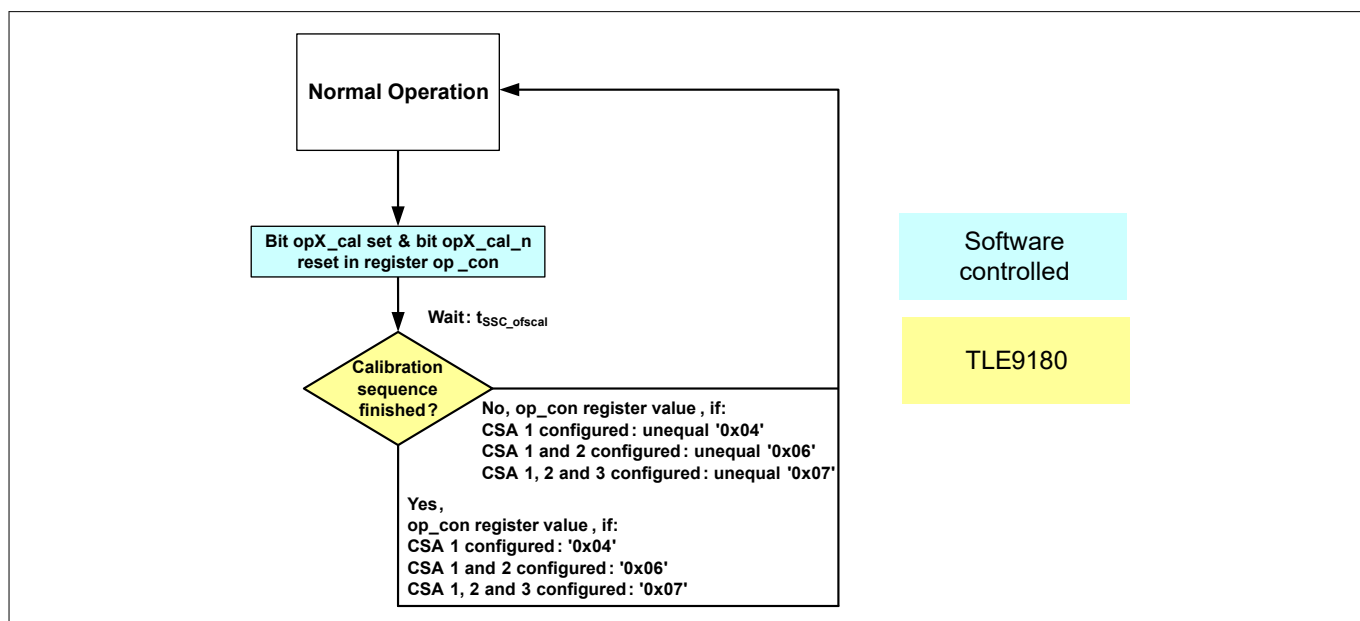 Normal Operation
Bit opX_cal set & bit opX_cal_n
reset in register op_con
Wait: tSSC_ofscal
Calibration
sequence
finished?
No, op_con register value, if:
CSA 1 configured: unequal '0x04'
CSA 1 and 2 configured: unequal '0x06'
CSA 1, 2 and 3 configured: unequal '0x07'
Yes,
op_con register value, if:
CSA 1 configured: '0x04'
CSA 1 and 2 configured: '0x06'
CSA 1, 2 and 3 configured: '0x07'
Software
controlled
TLE9180